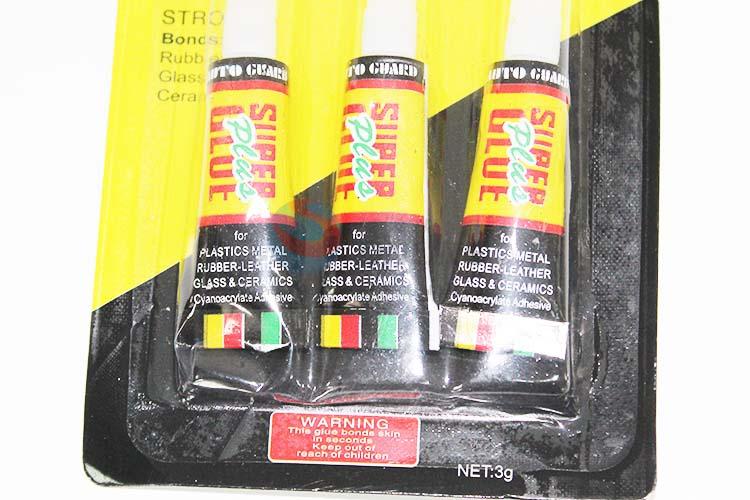 STRO
Bonds:
Rubb
Glass
Ceram
AUTO GUARD
SUPER
Plus
GLUE
for
PLASTICS METAL
RUBBER-LEATHER
GLASS & CERAMICS
Cyanoacrylate Adhesive
AUTO GUARD
SUPER
Plus
GLUE
for
PLASTICS METAL
RUBBER-LEATHER
GLASS & CERAMICS
Cyanoacrylate Adhesive
AUTO GUARD
SUPER
Plus
GLUE
for
PLASTICS METAL
RUBBER-LEATHER
GLASS & CERAMICS
Cyanoacrylate Adhesive
WARNING
This glue bonds skin
in seconds
Keep out of
reach of children
NET:3g